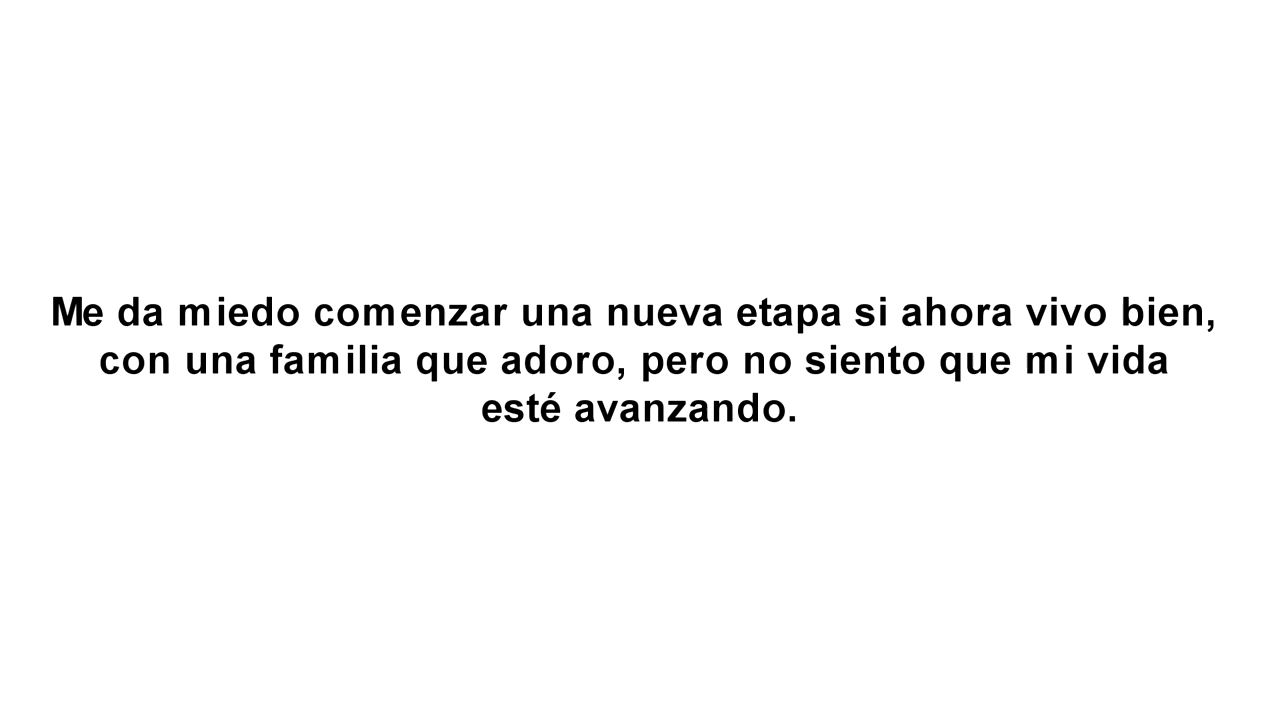 Me da miedo comenzar una nueva etapa si ahora vivo bien,
con una familia que adoro, pero no siento que mi vida
esté avanzando.